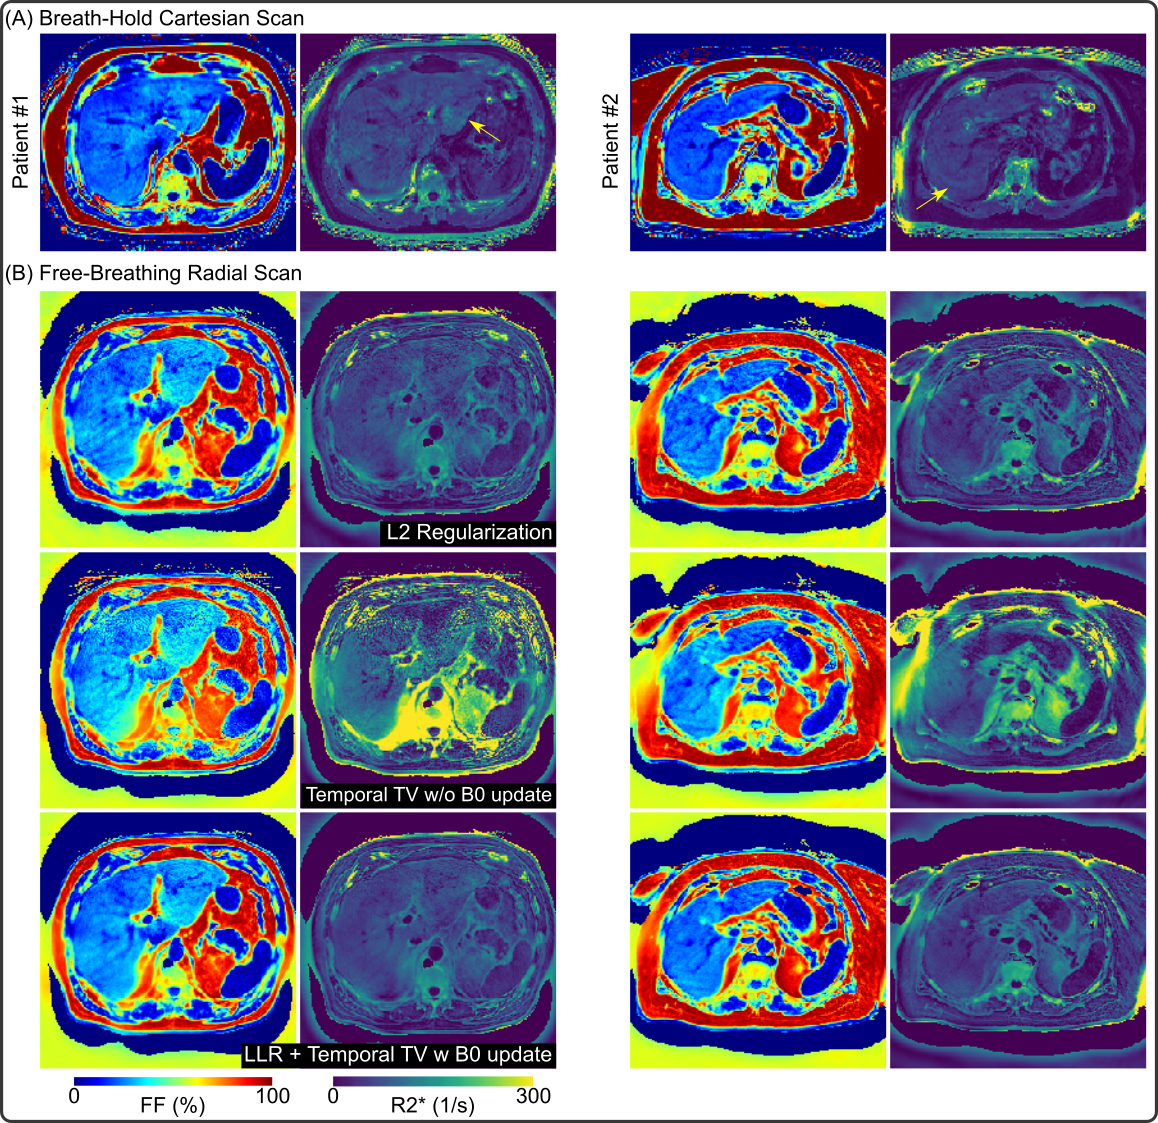 (A) Breath-Hold Cartesian Scan
Patient #1
Patient #2
(B) Free-Breathing Radial Scan
L2 Regularization
Temporal TV w/o B0 update
LLR + Temporal TV w B0 update
0 FF (%) 100
0 R2* (1/s) 300